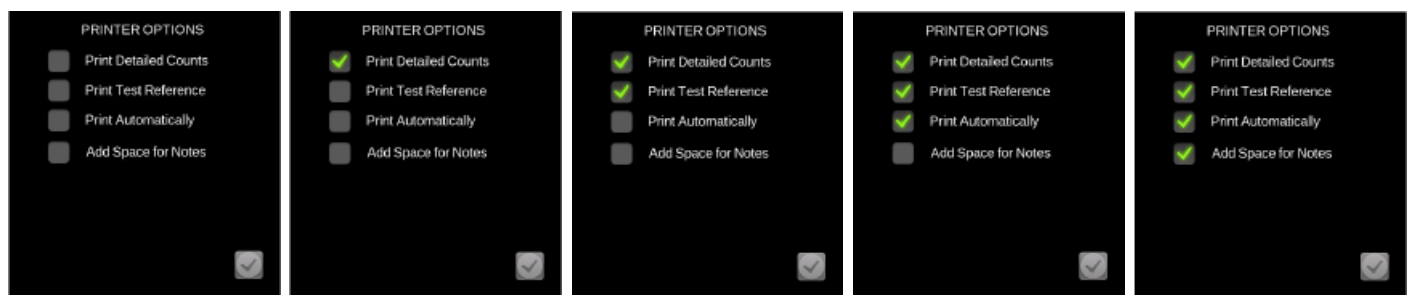 PRINTER OPTIONS
Print Detailed Counts
Print Test Reference
Print Automatically
Add Space for Notes
PRINTER OPTIONS
Print Detailed Counts
Print Test Reference
Print Automatically
Add Space for Notes
PRINTER OPTIONS
Print Detailed Counts
Print Test Reference
Print Automatically
Add Space for Notes
PRINTER OPTIONS
Print Detailed Counts
Print Test Reference
Print Automatically
Add Space for Notes
PRINTER OPTIONS
Print Detailed Counts
Print Test Reference
Print Automatically
Add Space for Notes